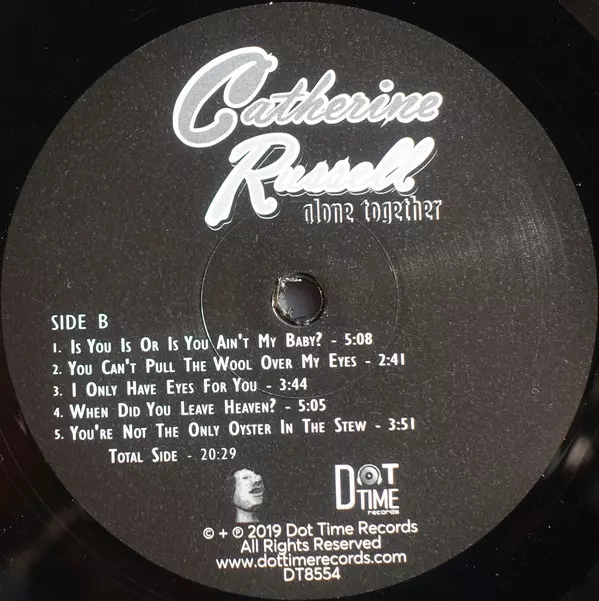 Catherine
Russell
alone together
SIDE B
1. Is You Is Or Is You Ain't My Baby? - 5:08
2. You Can't Pull The Wool Over My Eyes - 2:41
3. I Only Have Eyes For You - 3:44
4. When Did You Leave Heaven? - 5:05
5. You're Not The Only Oyster In The Stew - 3:51
Total Side - 20:29
DOT
TIME
records
© + ℗ 2019 Dot Time Records
All Rights Reserved
www.dottimerecords.com
DT8554